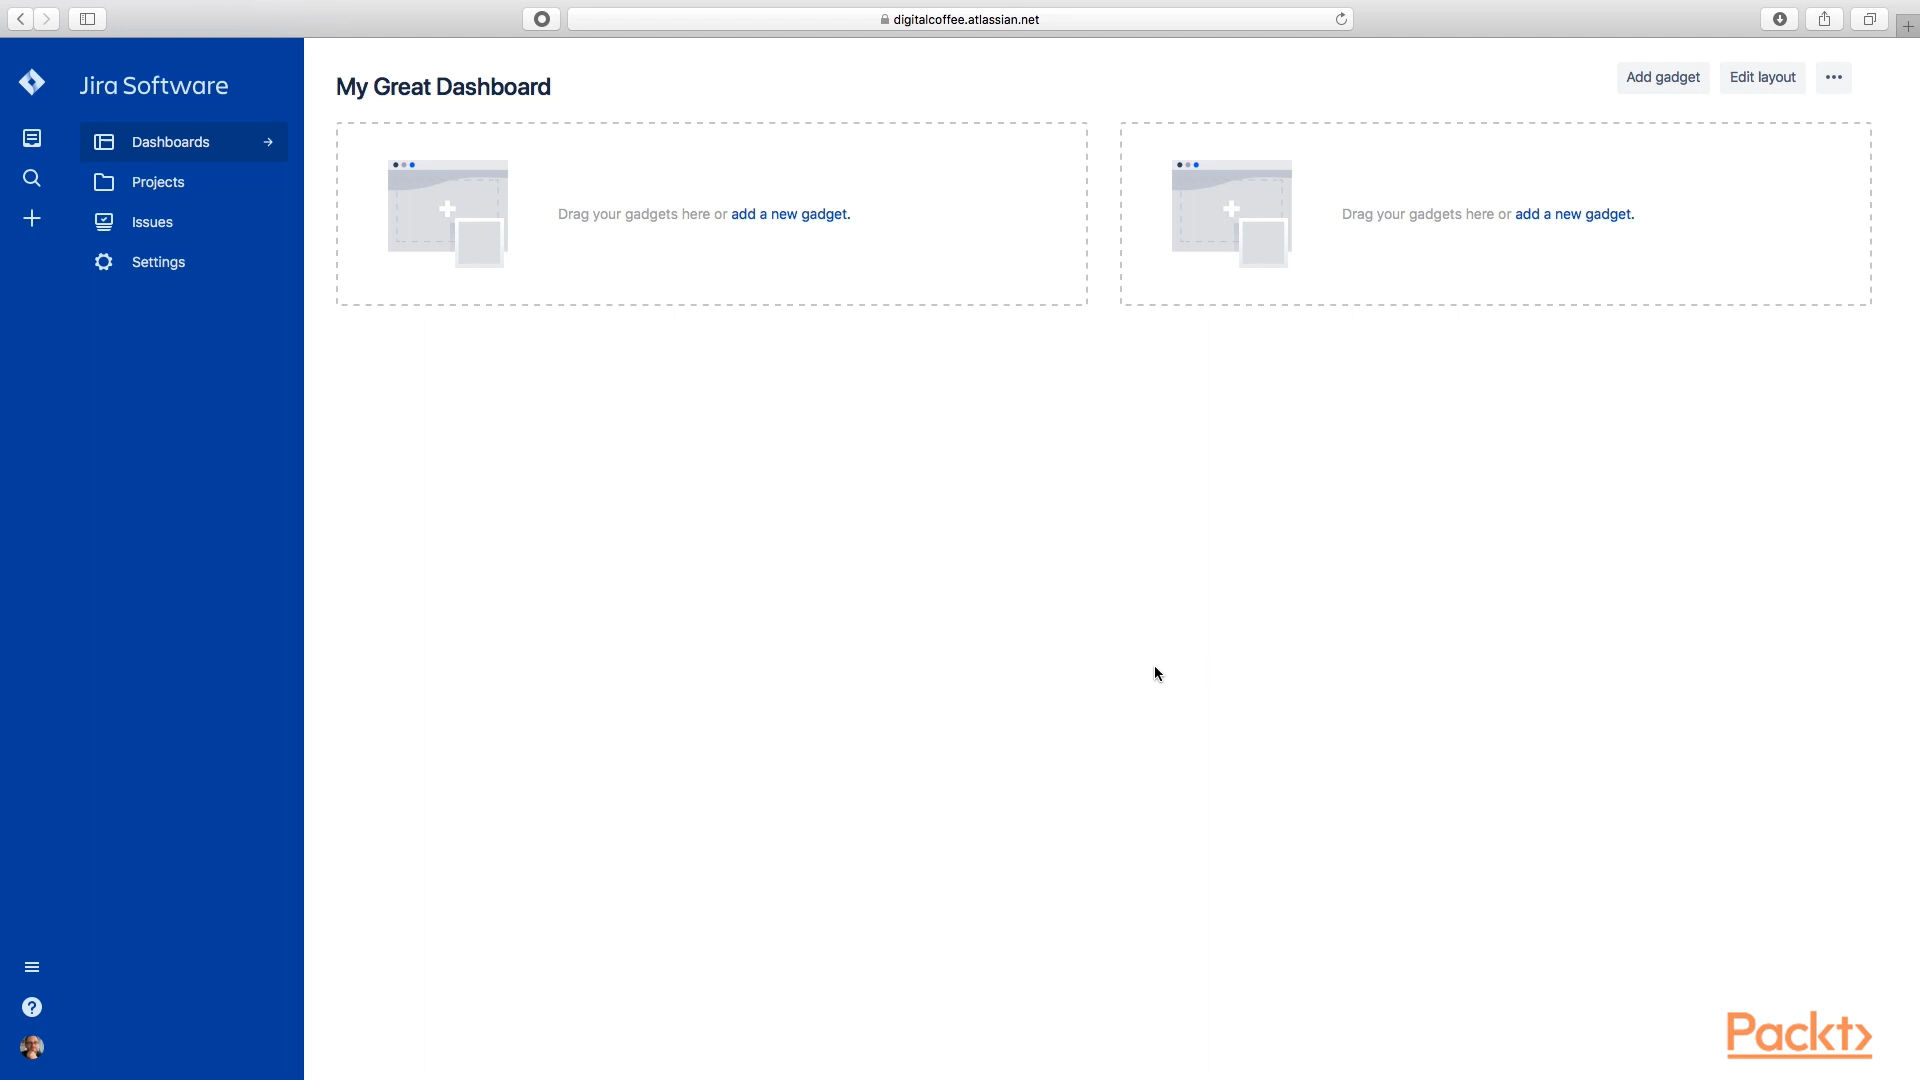 digitalcoffee.atlassian.net
Jira Software
My Great Dashboard
Add gadget
Edit layout
Dashboards
Projects
Issues
Settings
Drag your gadgets here or add a new gadget.
Drag your gadgets here or add a new gadget.
Packt